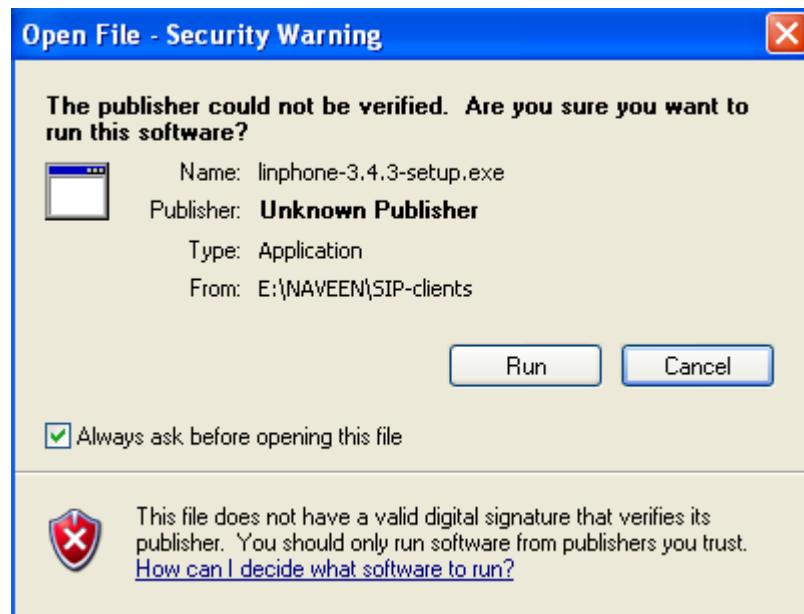 Open File - Security Warning
The publisher could not be verified.  Are you sure you want to
run this software?
Name: linphone-3.4.3-setup.exe
Publisher: Unknown Publisher
Type: Application
From: E:\NAVEEN\SIP-clients
Run Cancel
Always ask before opening this file
This file does not have a valid digital signature that verifies its
publisher.  You should only run software from publishers you trust.
How can I decide what software to run?